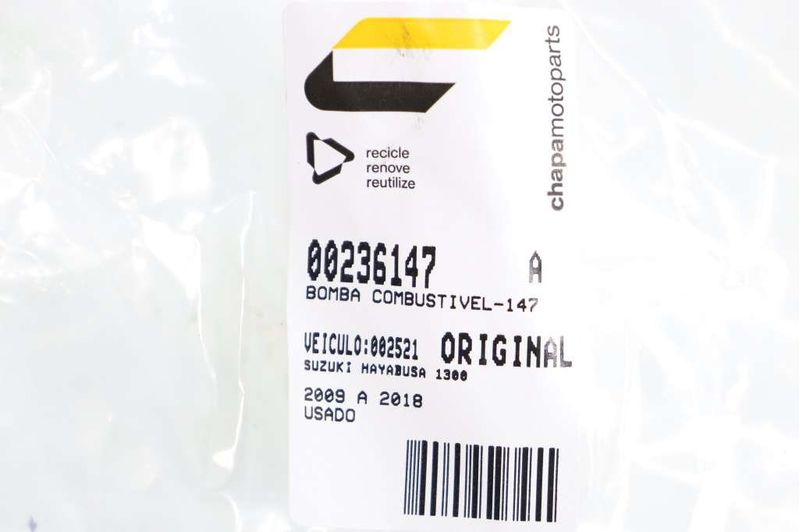 chapamotoparts
recicle
renove
reutilize
00236147 A
BOMBA COMBUSTIVEL-147
VEICULO:002521 ORIGINAL
SUZUKI HAYABUSA 1300
2009 A 2018
USADO